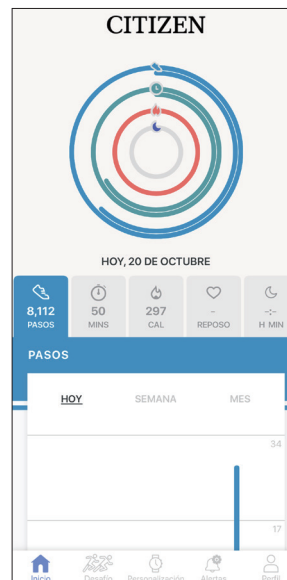 CITIZEN
HOY, 20 DE OCTUBRE
8,112 50 297 - -:-
PASOS MINS CAL REPOSO H MIN
PASOS
HOY SEMANA MES
34
17
Inicio Desafío Personalización Alertas Perfil